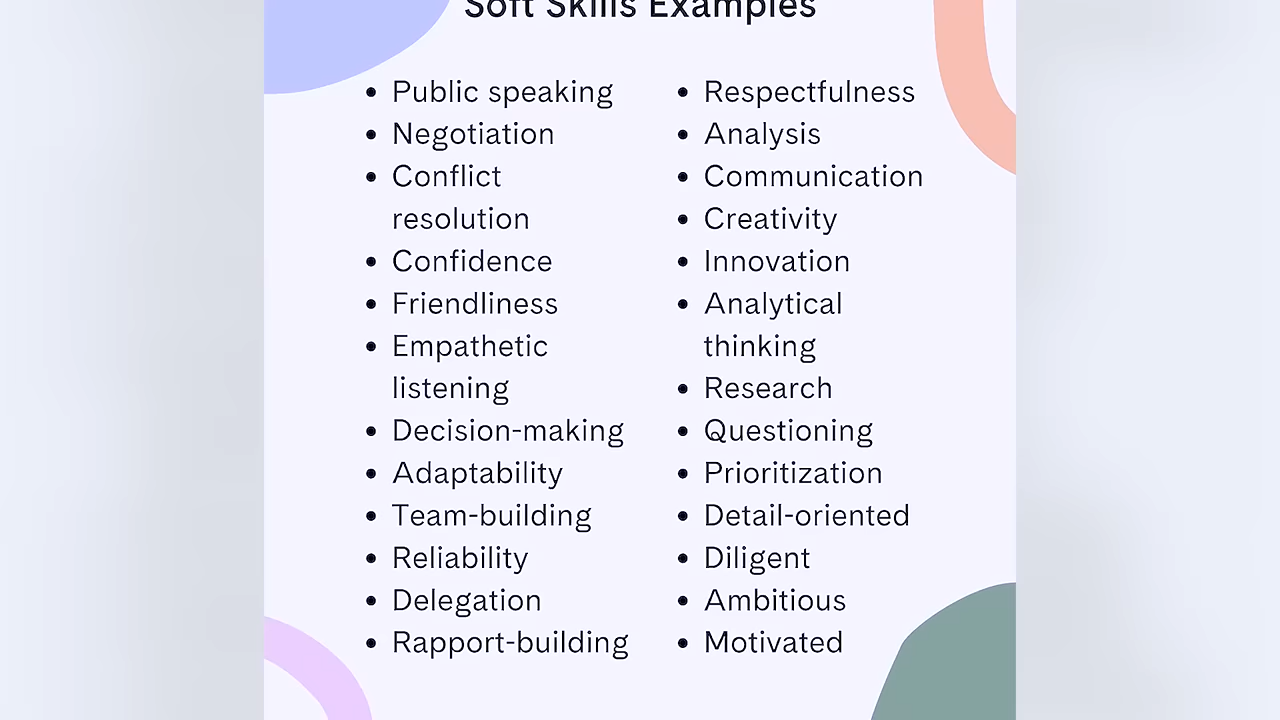 Soft Skills Examples
• Public speaking
• Negotiation
• Conflict
resolution
• Confidence
• Friendliness
• Empathetic
listening
• Decision-making
• Adaptability
• Team-building
• Reliability
• Delegation
• Rapport-building
• Respectfulness
• Analysis
• Communication
• Creativity
• Innovation
• Analytical
thinking
• Research
• Questioning
• Prioritization
• Detail-oriented
• Diligent
• Ambitious
• Motivated